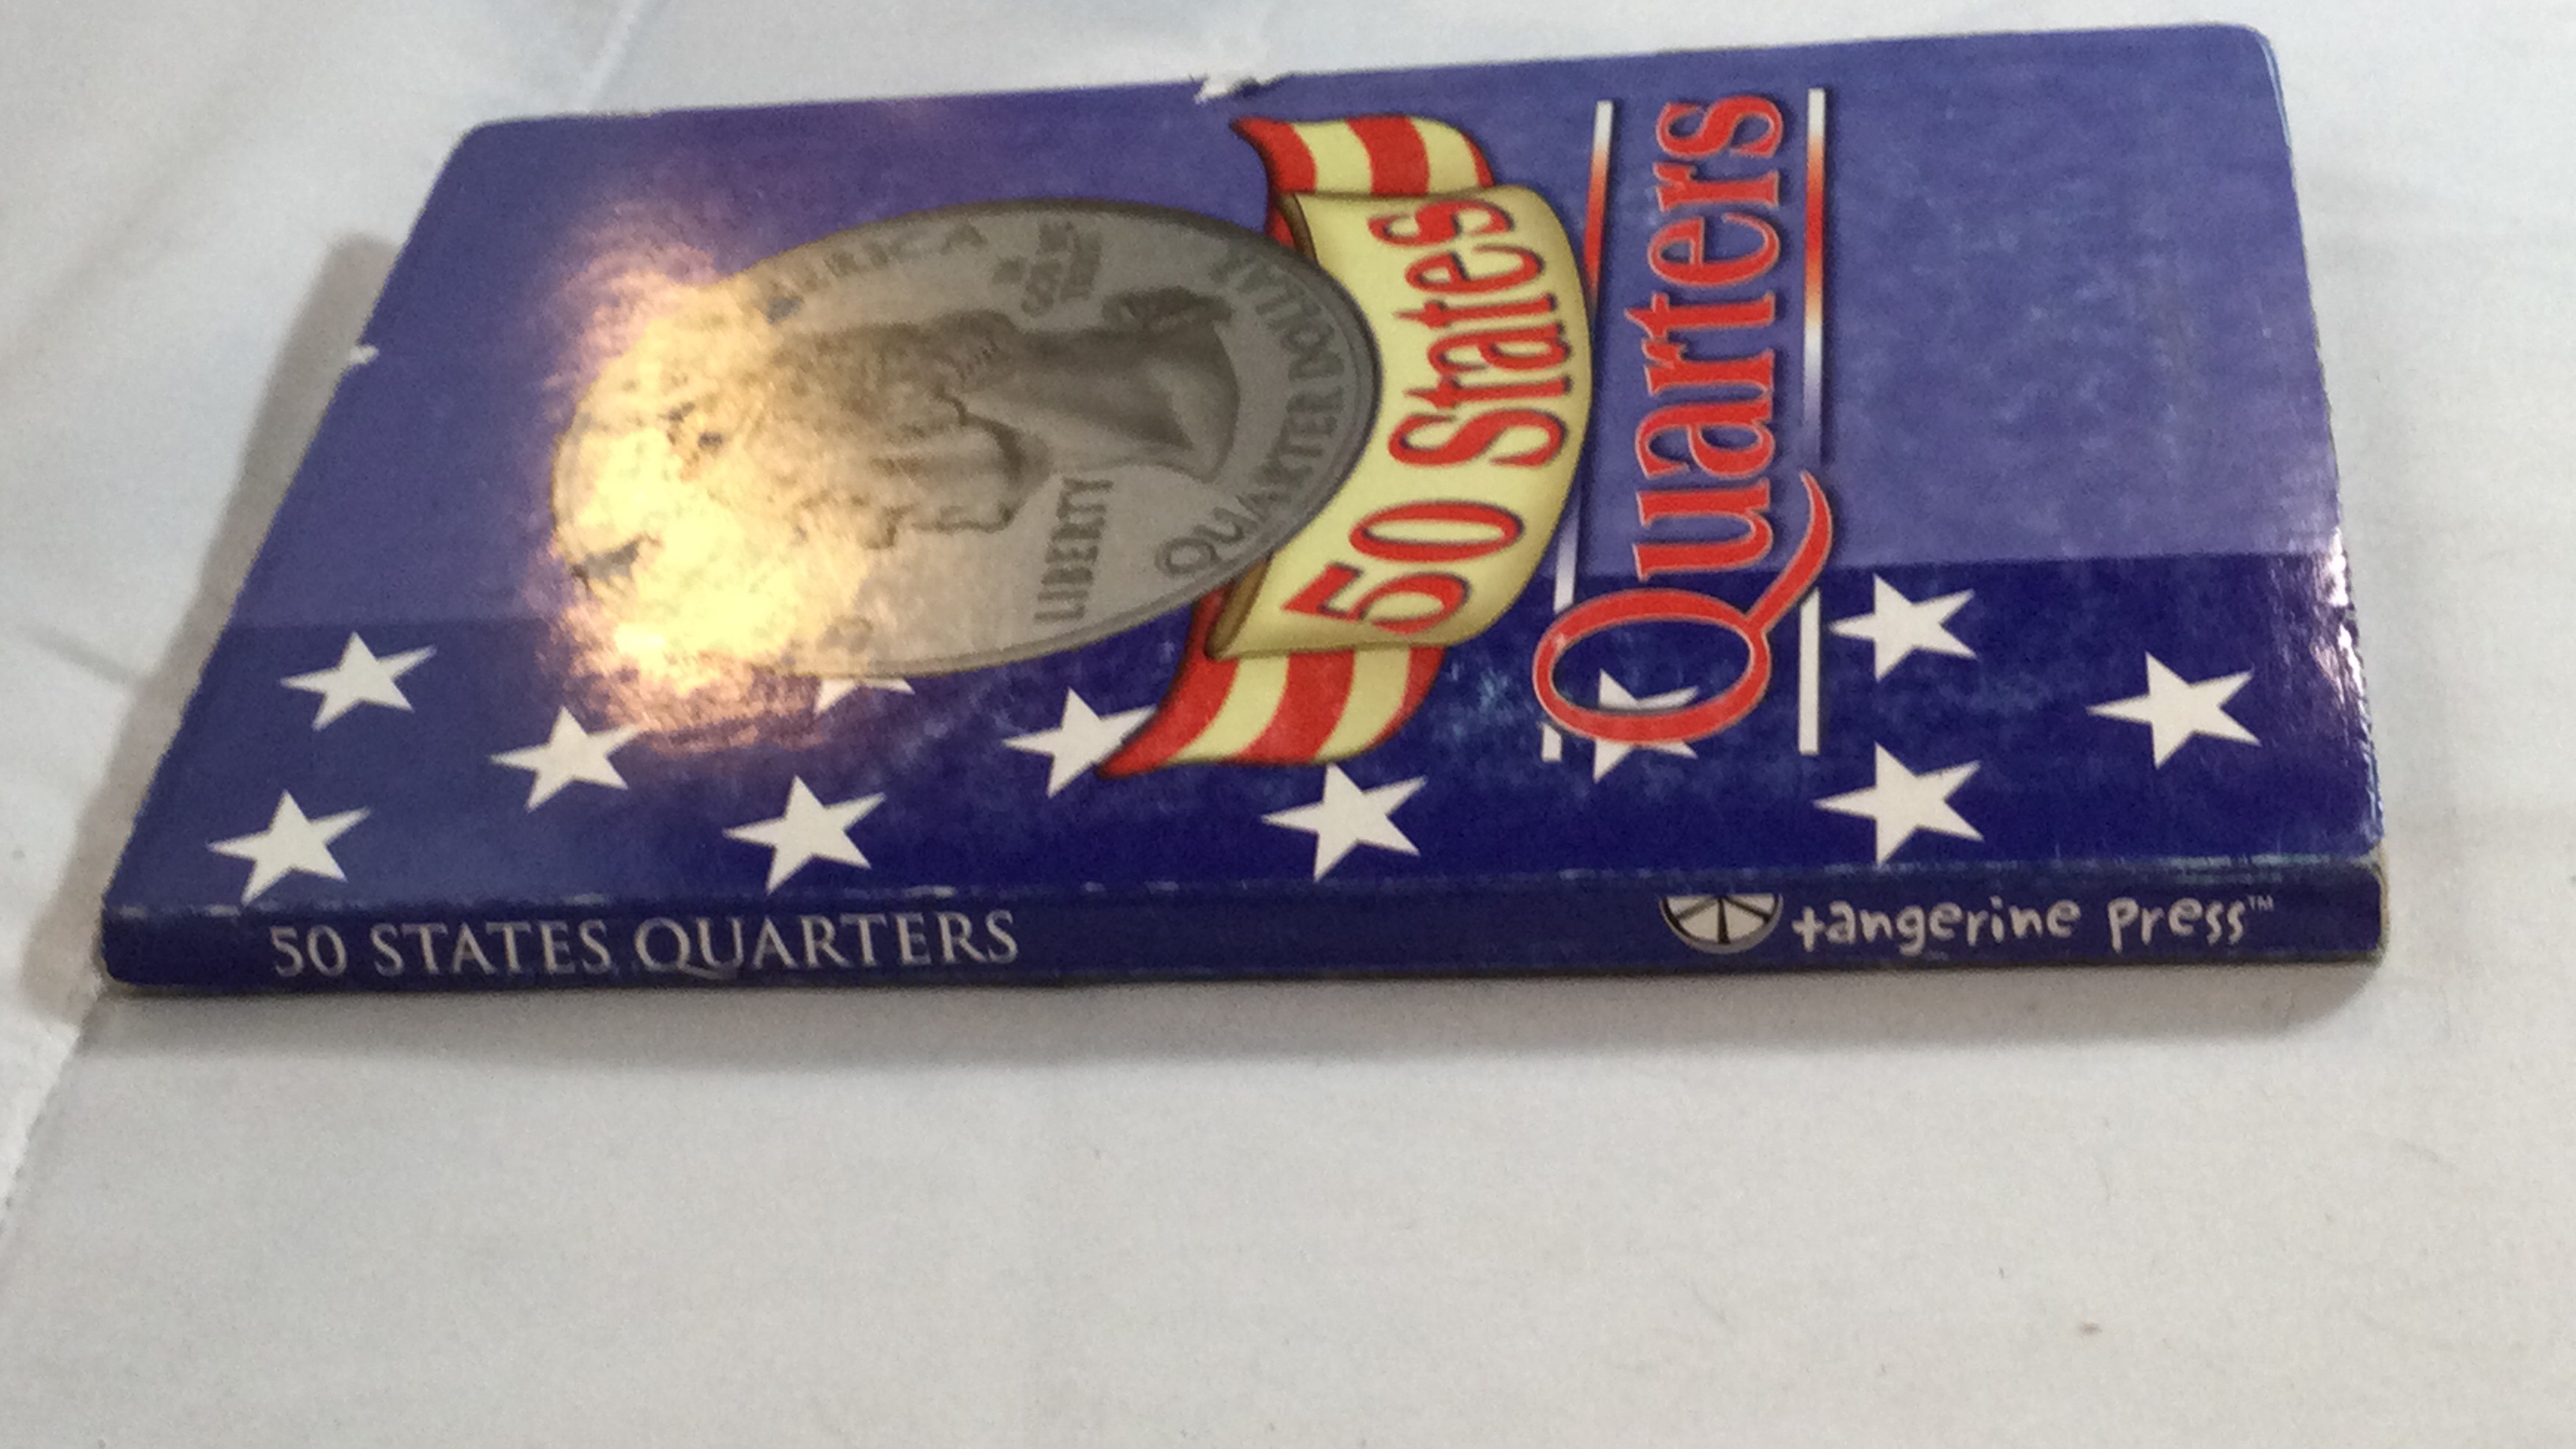 LIBERTY
QUARTER DOLLAR
50 States
Quarters
50 STATES QUARTERS
tangerine press™